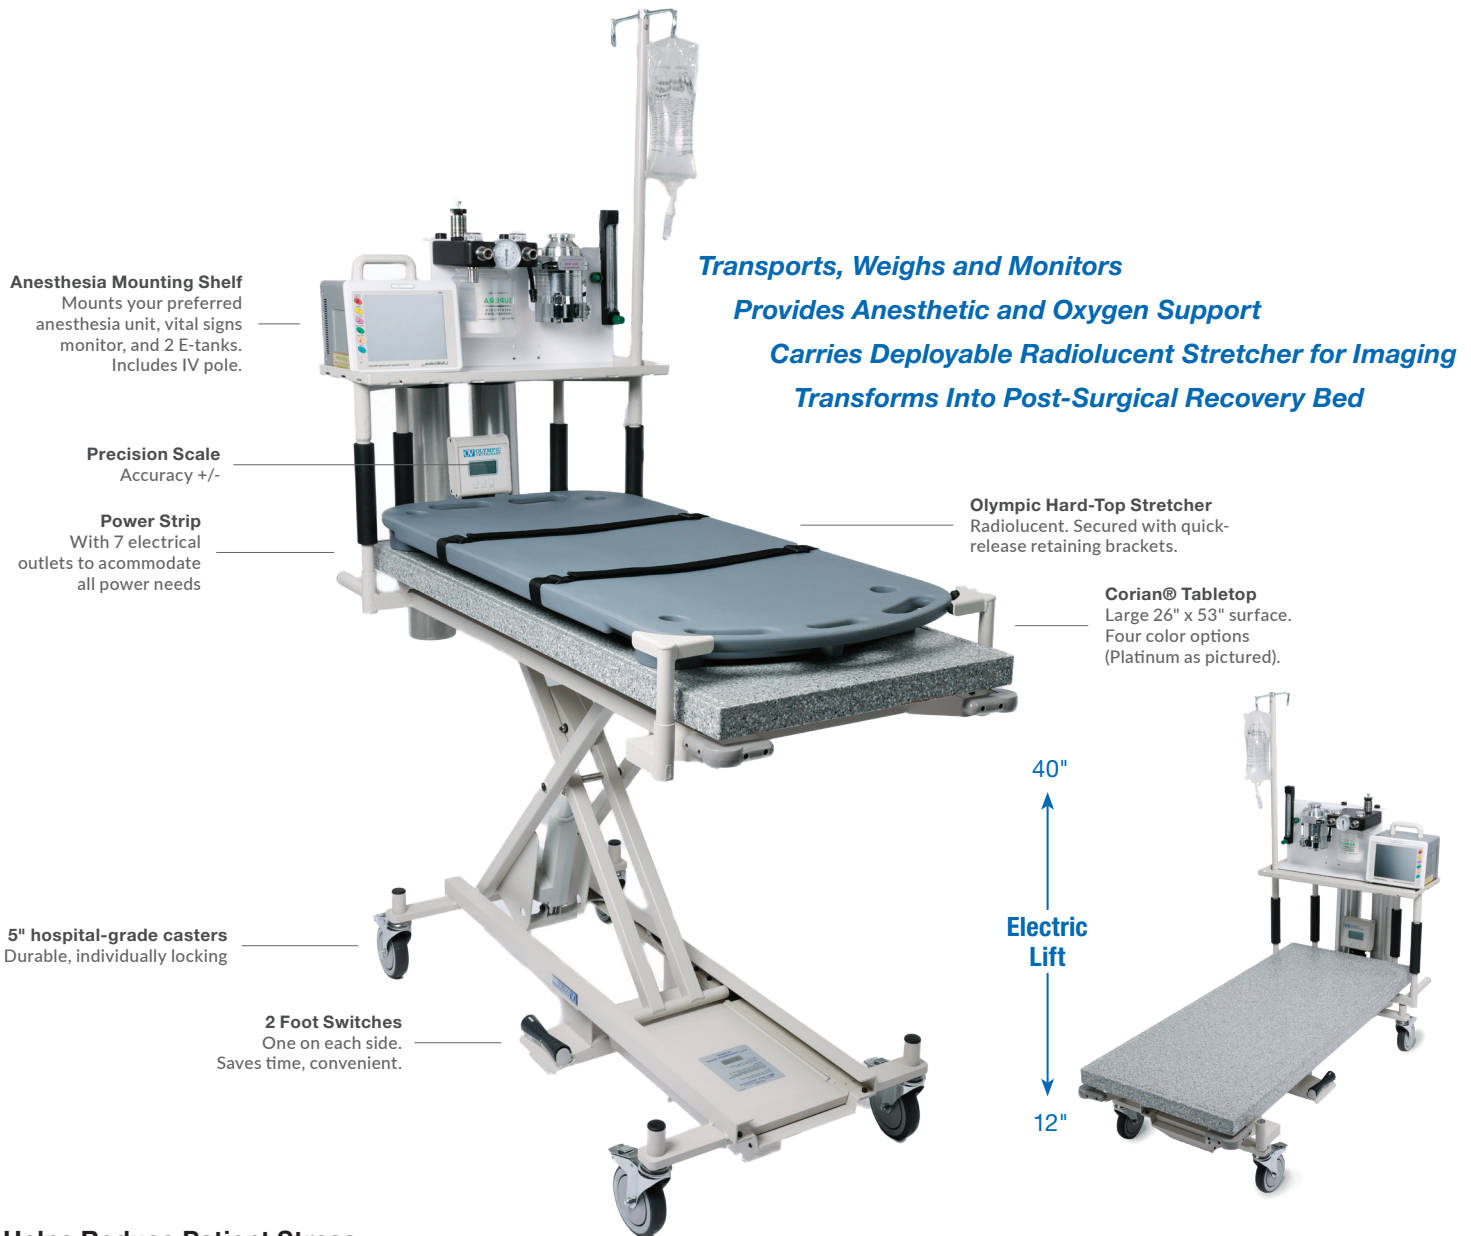 Transports, Weighs and Monitors
Provides Anesthetic and Oxygen Support
Carries Deployable Radiolucent Stretcher for Imaging
Transforms Into Post-Surgical Recovery Bed
Anesthesia Mounting Shelf
Mounts your preferred
anesthesia unit, vital signs
monitor, and 2 E-tanks.
Includes IV pole.
Precision Scale
Accuracy +/-
OLYMPIC
Power Strip
With 7 electrical
outlets to acommodate
all power needs
Olympic Hard-Top Stretcher
Radiolucent. Secured with quick-
release retaining brackets.
Corian® Tabletop
Large 26" x 53" surface.
Four color options
(Platinum as pictured).
40"
Electric
Lift
12"
5" hospital-grade casters
Durable, individually locking
2 Foot Switches
One on each side.
Saves time, convenient.
Helps Reduce Patient Stress